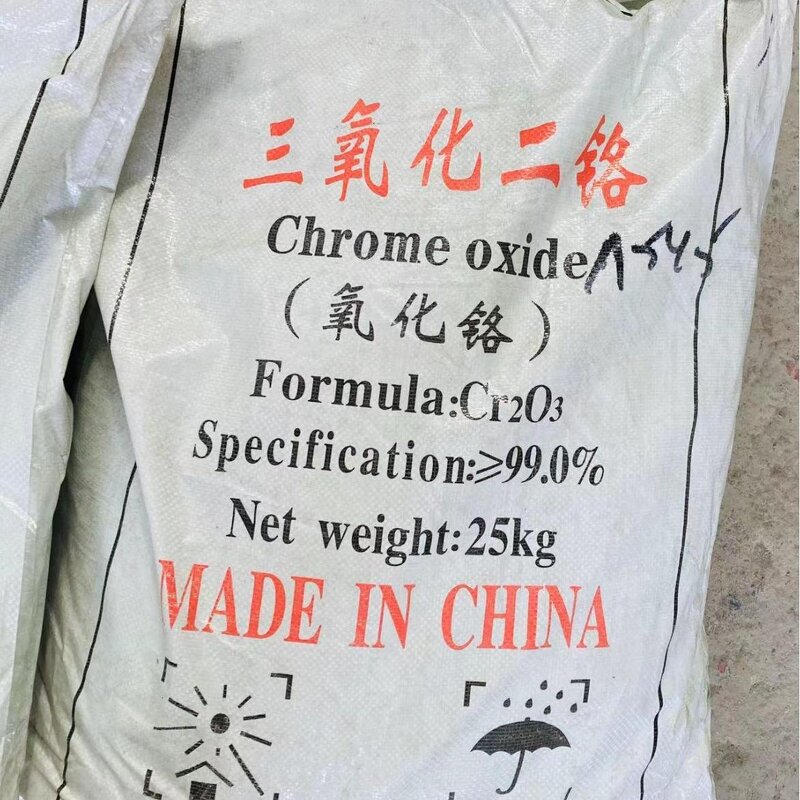 三氧化二铬
Chrome oxide
（氧化铬）
Formula:Cr₂O₃
Specification:≥99.0%
Net weight:25kg
MADE IN CHINA